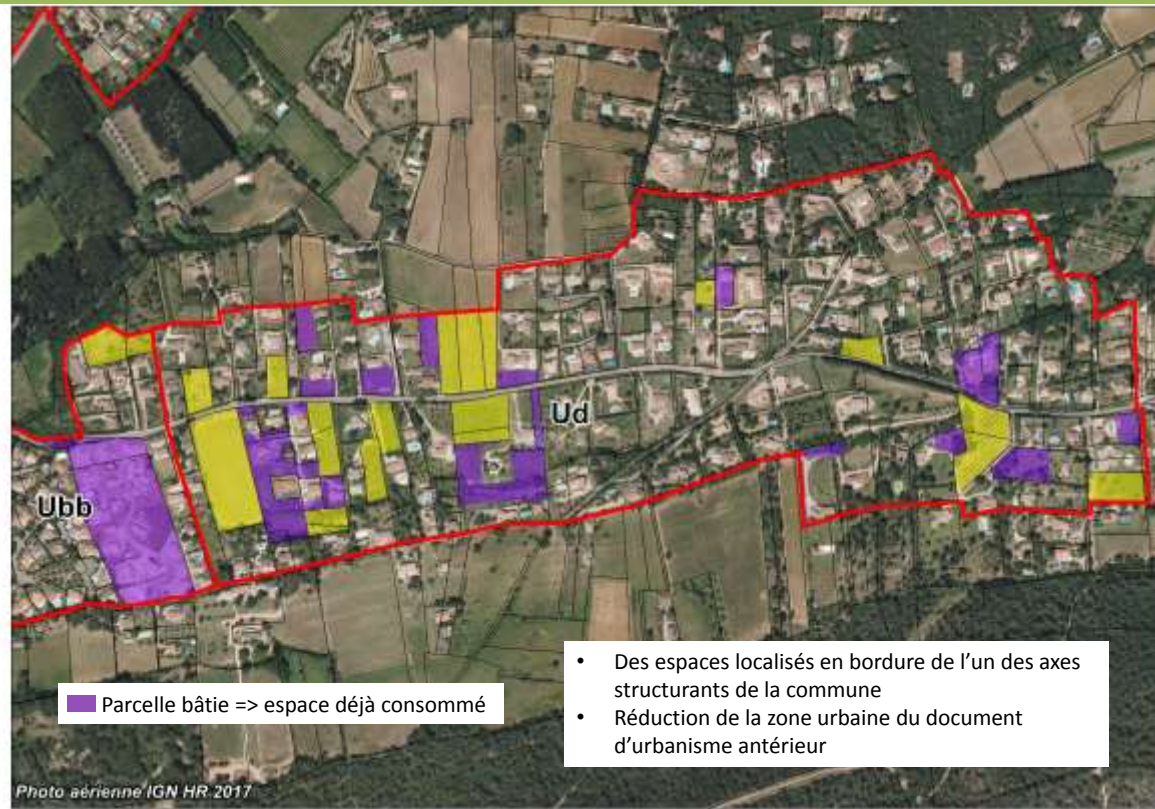 Ud
Ubb
Parcelle bâtie => espace déjà consommé
• Des espaces localisés en bordure de l’un des axes
structurants de la commune
• Réduction de la zone urbaine du document
d’urbanisme antérieur
Photo aérienne IGN HR 2017